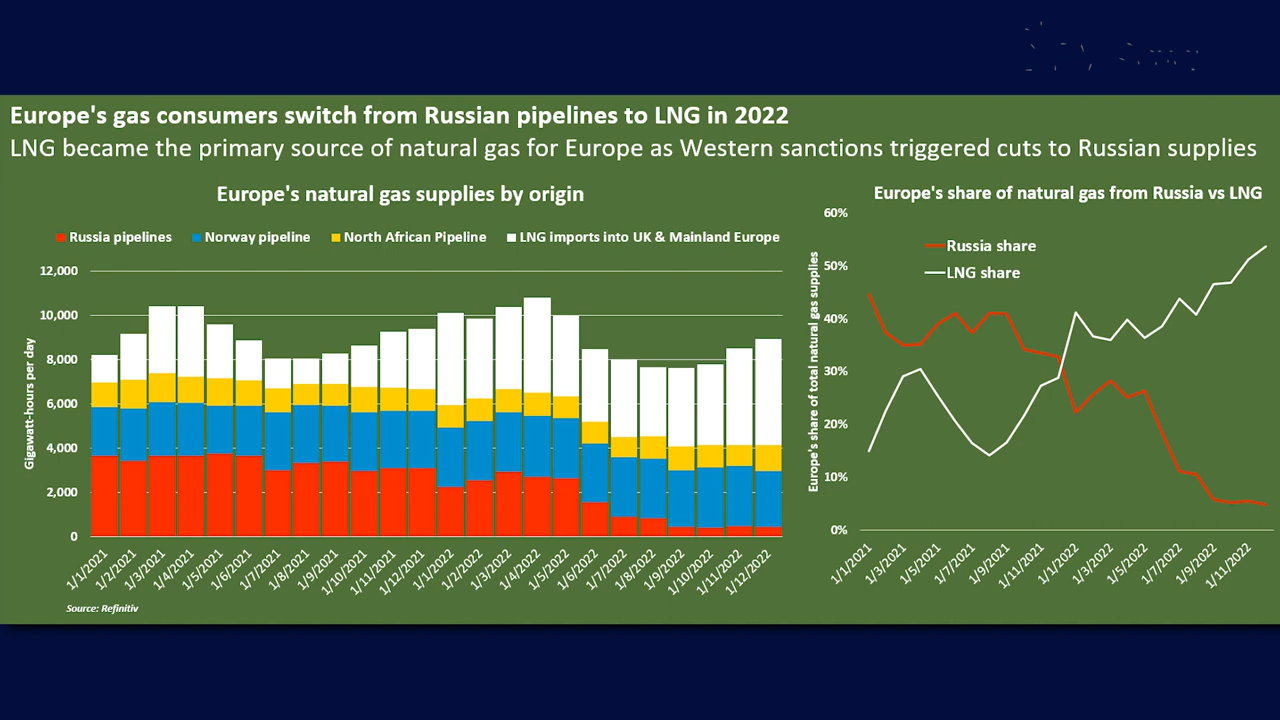 Europe's gas consumers switch from Russian pipelines to LNG in 2022
LNG became the primary source of natural gas for Europe as Western sanctions triggered cuts to Russian supplies
Europe's natural gas supplies by origin
Russia pipelines Norway pipeline North African Pipeline LNG imports into UK & Mainland Europe
Gigawatt-hours per day
12,000
10,000
8,000
6,000
4,000
2,000
0
1/1/2021 1/2/2021 1/3/2021 1/4/2021 1/5/2021 1/6/2021 1/7/2021 1/8/2021 1/9/2021 1/10/2021 1/11/2021 1/12/2021 1/1/2022 1/2/2022 1/3/2022 1/4/2022 1/5/2022 1/6/2022 1/7/2022 1/8/2022 1/9/2022 1/10/2022 1/11/2022 1/12/2022
Source: Refinitiv
Europe's share of natural gas from Russia vs LNG
Russia share
LNG share
Europe's share of total natural gas supplies
60%
50%
40%
30%
20%
10%
0%
1/1/2021 1/3/2021 1/5/2021 1/7/2021 1/9/2021 1/11/2021 1/1/2022 1/3/2022 1/5/2022 1/7/2022 1/9/2022 1/11/2022